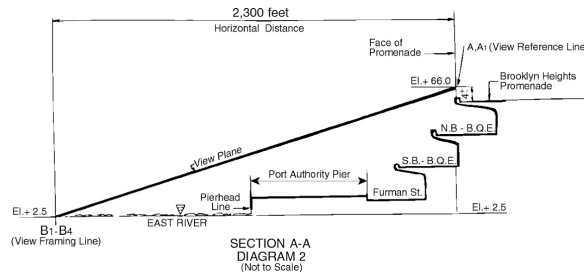 2,300 feet
Horizontal Distance
Face of
Promenade
A,A1 (View Reference Line
El.+ 66.0
4'
Brooklyn Heights
Promenade
N.B - B.Q.E.
View Plane
S.B.- B.Q.E.
Port Authority Pier
Pierhead
Line
Furman St.
El.+ 2.5
El.+ 2.5
EAST RIVER
B1-B4
(View Framing Line)
SECTION A-A
DIAGRAM 2
(Not to Scale)